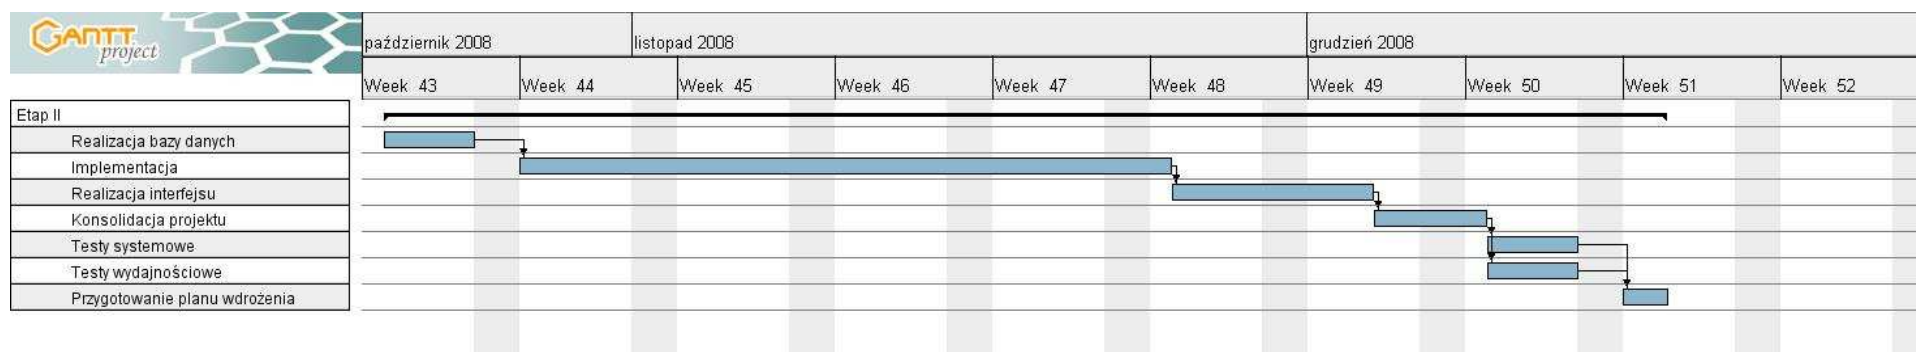 GANTT
project
październik 2008
listopad 2008
grudzień 2008
Week 43
Week 44
Week 45
Week 46
Week 47
Week 48
Week 49
Week 50
Week 51
Week 52
Etap II
Realizacja bazy danych
Implementacja
Realizacja interfejsu
Konsolidacja projektu
Testy systemowe
Testy wydajnościowe
Przygotowanie planu wdrożenia